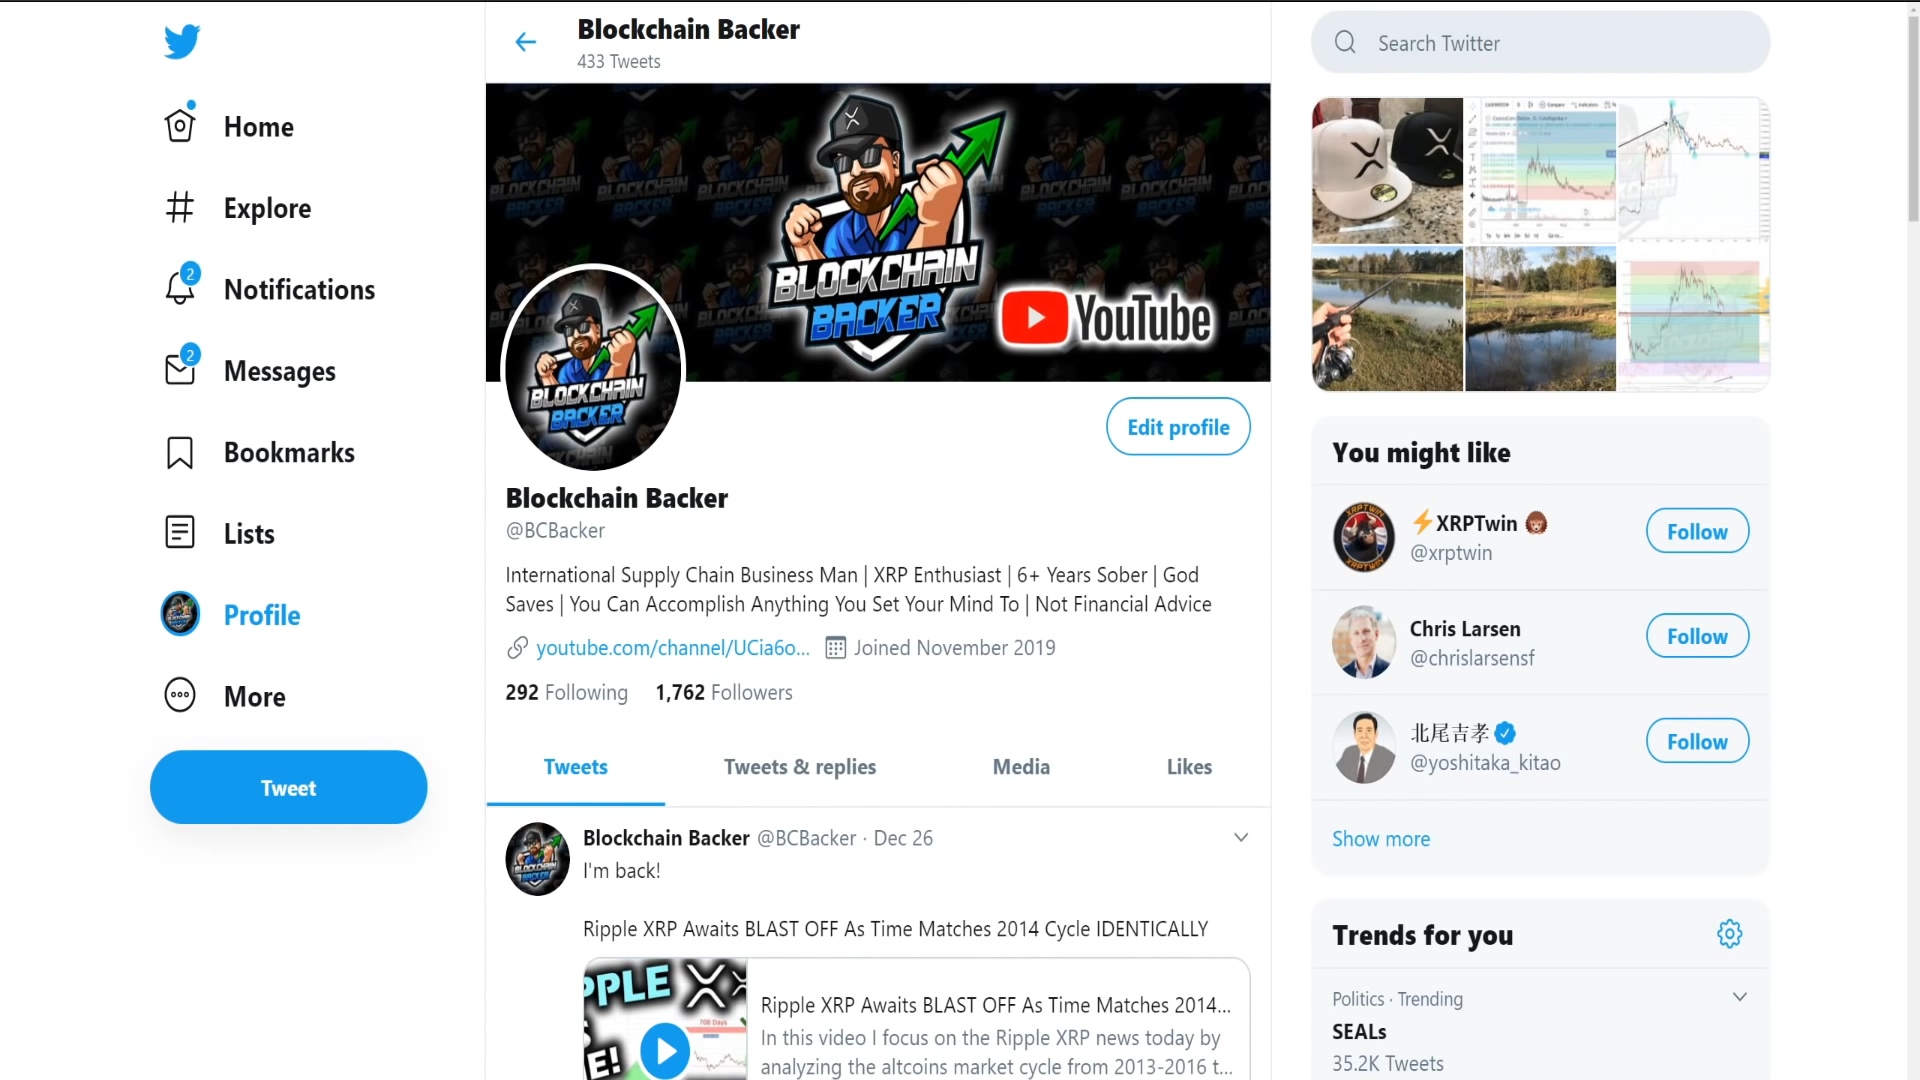 Blockchain Backer
433 Tweets
Search Twitter
Home
Explore
2
Notifications
2
Messages
Bookmarks
Lists
Profile
More
Tweet
BLOCKCHAIN
BACKER
YouTube
BLOCKCHAIN
BACKER
Edit profile
Blockchain Backer
@BCBacker
International Supply Chain Business Man | XRP Enthusiast | 6+ Years Sober | God
Saves | You Can Accomplish Anything You Set Your Mind To | Not Financial Advice
youtube.com/channel/UCia6o... Joined November 2019
292 Following 1,762 Followers
Tweets Tweets & replies Media Likes
Blockchain Backer @BCBacker · Dec 26
I'm back!
Ripple XRP Awaits BLAST OFF As Time Matches 2014 Cycle IDENTICALLY
PPLE
708 Days
E!
Ripple XRP Awaits BLAST OFF As Time Matches 2014...
In this video I focus on the Ripple XRP news today by
analyzing the altcoins market cycle from 2013-2016 t...
You might like
XRPTWIN
XRPTWIN
⚡XRPTwin
@xrptwin
Follow
Chris Larsen
@chrislarsensf
Follow
北尾吉孝
@yoshitaka_kitao
Follow
Show more
Trends for you
Politics · Trending
SEALs
35.2K Tweets